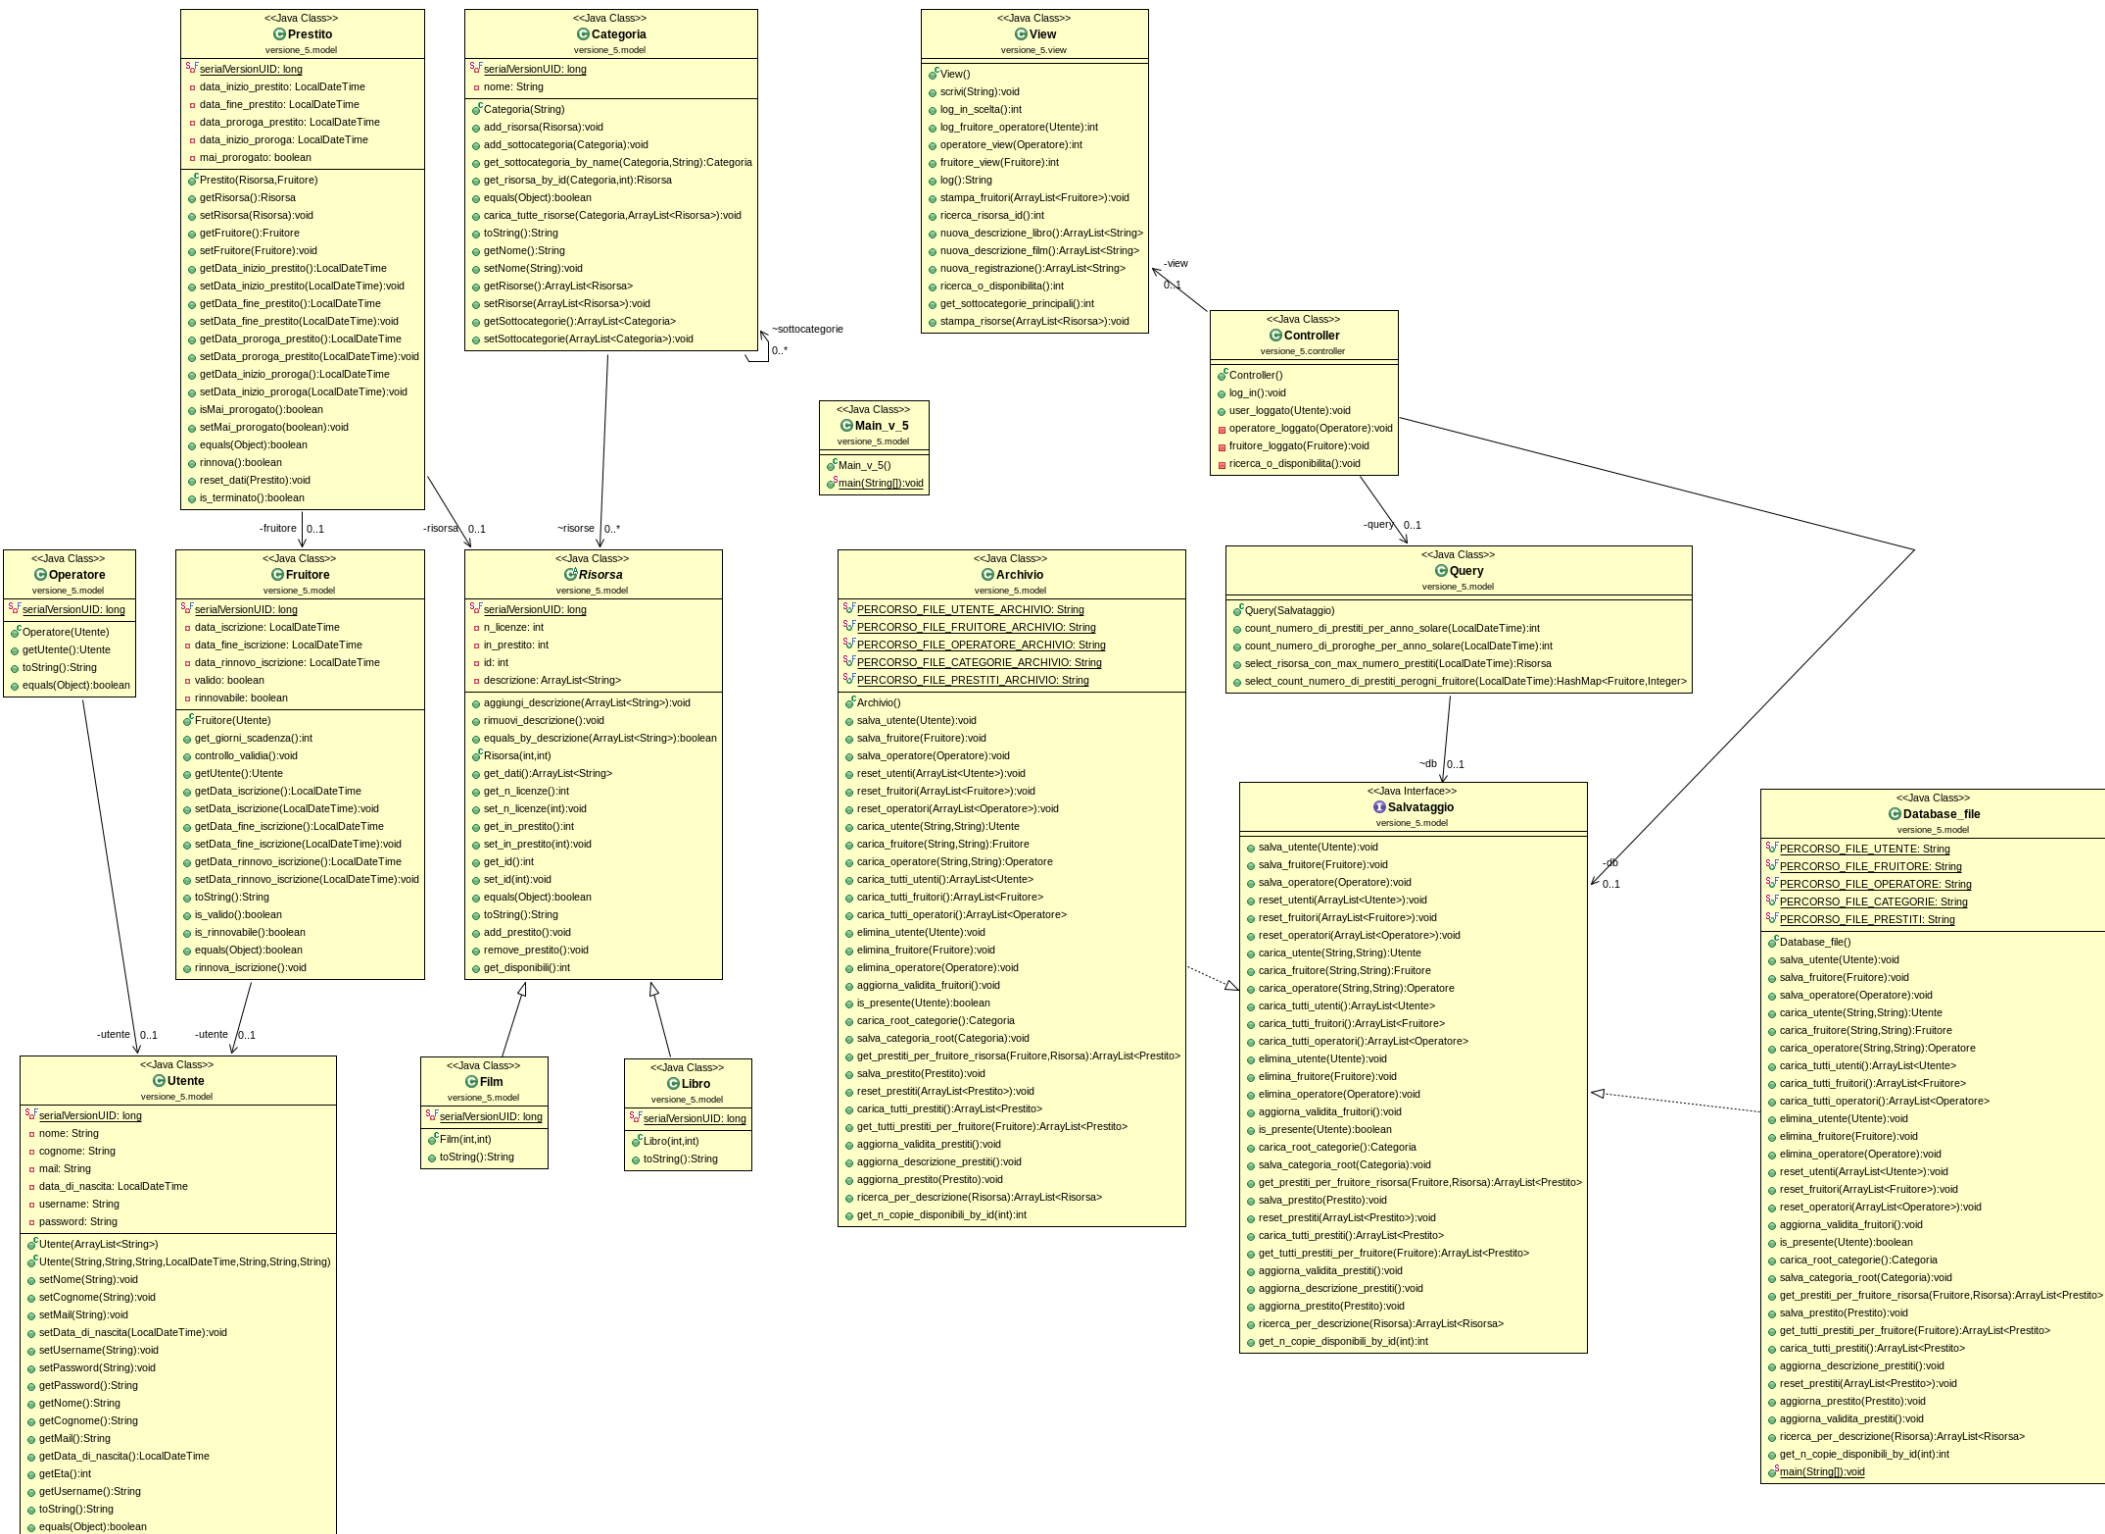 <<Java Class>>
Prestito
versione_5.model
serialVersionUID: long
data_inizio_prestito: LocalDateTime
data_fine_prestito: LocalDateTime
data_proroga_prestito: LocalDateTime
data_inizio_proroga: LocalDateTime
mai_prorogato: boolean
Prestito(Risorsa,Fruitore)
getRisorsa():Risorsa
setRisorsa(Risorsa):void
getFruitore():Fruitore
setFruitore(Fruitore):void
getData_inizio_prestito():LocalDateTime
setData_inizio_prestito(LocalDateTime):void
getData_fine_prestito():LocalDateTime
setData_fine_prestito(LocalDateTime):void
getData_proroga_prestito():LocalDateTime
setData_proroga_prestito(LocalDateTime):void
getData_inizio_proroga():LocalDateTime
setData_inizio_proroga(LocalDateTime):void
isMai_prorogato():boolean
setMai_prorogato(boolean):void
equals(Object):boolean
rinnova():boolean
reset_dati(Prestito):void
is_terminato():boolean
<<Java Class>>
Categoria
versione_5.model
serialVersionUID: long
nome: String
Categoria(String)
add_risorsa(Risorsa):void
add_sottocategoria(Categoria):void
get_sottocategoria_by_name(Categoria,String):Categoria
get_risorsa_by_id(Categoria,int):Risorsa
equals(Object):boolean
carica_tutte_risorse(Categoria,ArrayList<Risorsa>):void
toString():String
getNome():String
setNome(String):void
getRisorse():ArrayList<Risorsa>
setRisorse(ArrayList<Risorsa>):void
getSottocategorie():ArrayList<Categoria>
setSottocategorie(ArrayList<Categoria>):void
~sottocategorie
0..*
<<Java Class>>
View
versione_5.view
View()
scrivi(String):void
log_in_scelta():int
log_fruitore_operatore(Utente):int
operatore_view(Operatore):int
fruitore_view(Fruitore):int
log():String
stampa_fruitori(ArrayList<Fruitore>):void
ricerca_risorsa_id():int
nuova_descrizione_libro():ArrayList<String>
nuova_descrizione_film():ArrayList<String>
nuova_registrazione():ArrayList<String>
ricerca_o_disponibilita():int
get_sottocategorie_principali():int
stampa_risorse(ArrayList<Risorsa>):void
-view
0..1
<<Java Class>>
Controller
versione_5.controller
Controller()
log_in():void
user_loggato(Utente):void
operatore_loggato(Operatore):void
fruitore_loggato(Fruitore):void
ricerca_o_disponibilita():void
<<Java Class>>
Main_v_5
versione_5.model
Main_v_5()
main(String[]):void
-fruitore 0..1
-risorsa 0..1
~risorse 0..*
-query 0..1
<<Java Class>>
Operatore
versione_5.model
serialVersionUID: long
Operatore(Utente)
getUtente():Utente
toString():String
equals(Object):boolean
<<Java Class>>
Fruitore
versione_5.model
serialVersionUID: long
data_iscrizione: LocalDateTime
data_fine_iscrizione: LocalDateTime
data_rinnovo_iscrizione: LocalDateTime
valido: boolean
rinnovabile: boolean
Fruitore(Utente)
get_giorni_scadenza():int
controllo_validia():void
getUtente():Utente
getData_iscrizione():LocalDateTime
setData_iscrizione(LocalDateTime):void
getData_fine_iscrizione():LocalDateTime
setData_fine_iscrizione(LocalDateTime):void
getData_rinnovo_iscrizione():LocalDateTime
setData_rinnovo_iscrizione(LocalDateTime):void
toString():String
is_valido():boolean
is_rinnovabile():boolean
equals(Object):boolean
rinnova_iscrizione():void
<<Java Class>>
Risorsa
versione_5.model
serialVersionUID: long
n_licenze: int
in_prestito: int
id: int
descrizione: ArrayList<String>
aggiungi_descrizione(ArrayList<String>):void
rimuovi_descrizione():void
equals_by_descrizione(ArrayList<String>):boolean
Risorsa(int,int)
get_dati():ArrayList<String>
get_n_licenze():int
set_n_licenze(int):void
get_in_prestito():int
set_in_prestito(int):void
get_id():int
set_id(int):void
equals(Object):boolean
toString():String
add_prestito():void
remove_prestito():void
get_disponibili():int
<<Java Class>>
Archivio
versione_5.model
PERCORSO_FILE_UTENTE_ARCHIVIO: String
PERCORSO_FILE_FRUITORE_ARCHIVIO: String
PERCORSO_FILE_OPERATORE_ARCHIVIO: String
PERCORSO_FILE_CATEGORIE_ARCHIVIO: String
PERCORSO_FILE_PRESTITI_ARCHIVIO: String
Archivio()
salva_utente(Utente):void
salva_fruitore(Fruitore):void
salva_operatore(Operatore):void
reset_utenti(ArrayList<Utente>):void
reset_fruitori(ArrayList<Fruitore>):void
reset_operatori(ArrayList<Operatore>):void
carica_utente(String,String):Utente
carica_fruitore(String,String):Fruitore
carica_operatore(String,String):Operatore
carica_tutti_utenti():ArrayList<Utente>
carica_tutti_fruitori():ArrayList<Fruitore>
carica_tutti_operatori():ArrayList<Operatore>
elimina_utente(Utente):void
elimina_fruitore(Fruitore):void
elimina_operatore(Operatore):void
aggiorna_validita_fruitori():void
is_presente(Utente):boolean
carica_root_categorie():Categoria
salva_categoria_root(Categoria):void
get_prestiti_per_fruitore_risorsa(Fruitore,Risorsa):ArrayList<Prestito>
salva_prestito(Prestito):void
reset_prestiti(ArrayList<Prestito>):void
carica_tutti_prestiti():ArrayList<Prestito>
get_tutti_prestiti_per_fruitore(Fruitore):ArrayList<Prestito>
aggiorna_validita_prestiti():void
aggiorna_descrizione_prestiti():void
aggiorna_prestito(Prestito):void
ricerca_per_descrizione(Risorsa):ArrayList<Risorsa>
get_n_copie_disponibili_by_id(int):int
<<Java Class>>
Query
versione_5.model
Query(Salvataggio)
count_numero_di_prestiti_per_anno_solare(LocalDateTime):int
count_numero_di_proroghe_per_anno_solare(LocalDateTime):int
select_risorsa_con_max_numero_prestiti(LocalDateTime):Risorsa
select_count_numero_di_prestiti_perogni_fruitore(LocalDateTime):HashMap<Fruitore,Integer>
~db 0..1
<<Java Interface>>
Salvataggio
versione_5.model
salva_utente(Utente):void
salva_fruitore(Fruitore):void
salva_operatore(Operatore):void
reset_utenti(ArrayList<Utente>):void
reset_fruitori(ArrayList<Fruitore>):void
reset_operatori(ArrayList<Operatore>):void
carica_utente(String,String):Utente
carica_fruitore(String,String):Fruitore
carica_operatore(String,String):Operatore
carica_tutti_utenti():ArrayList<Utente>
carica_tutti_fruitori():ArrayList<Fruitore>
carica_tutti_operatori():ArrayList<Operatore>
elimina_utente(Utente):void
elimina_fruitore(Fruitore):void
elimina_operatore(Operatore):void
aggiorna_validita_fruitori():void
is_presente(Utente):boolean
carica_root_categorie():Categoria
salva_categoria_root(Categoria):void
get_prestiti_per_fruitore_risorsa(Fruitore,Risorsa):ArrayList<Prestito>
salva_prestito(Prestito):void
reset_prestiti(ArrayList<Prestito>):void
carica_tutti_prestiti():ArrayList<Prestito>
get_tutti_prestiti_per_fruitore(Fruitore):ArrayList<Prestito>
aggiorna_validita_prestiti():void
aggiorna_descrizione_prestiti():void
aggiorna_prestito(Prestito):void
ricerca_per_descrizione(Risorsa):ArrayList<Risorsa>
get_n_copie_disponibili_by_id(int):int
-db
0..1
<<Java Class>>
Database_file
versione_5.model
PERCORSO_FILE_UTENTE: String
PERCORSO_FILE_FRUITORE: String
PERCORSO_FILE_OPERATORE: String
PERCORSO_FILE_CATEGORIE: String
PERCORSO_FILE_PRESTITI: String
Database_file()
salva_utente(Utente):void
salva_fruitore(Fruitore):void
salva_operatore(Operatore):void
carica_utente(String,String):Utente
carica_fruitore(String,String):Fruitore
carica_operatore(String,String):Operatore
carica_tutti_utenti():ArrayList<Utente>
carica_tutti_fruitori():ArrayList<Fruitore>
carica_tutti_operatori():ArrayList<Operatore>
elimina_utente(Utente):void
elimina_fruitore(Fruitore):void
elimina_operatore(Operatore):void
reset_utenti(ArrayList<Utente>):void
reset_fruitori(ArrayList<Fruitore>):void
reset_operatori(ArrayList<Operatore>):void
aggiorna_validita_fruitori():void
is_presente(Utente):boolean
carica_root_categorie():Categoria
salva_categoria_root(Categoria):void
get_prestiti_per_fruitore_risorsa(Fruitore,Risorsa):ArrayList<Prestito>
salva_prestito(Prestito):void
get_tutti_prestiti_per_fruitore(Fruitore):ArrayList<Prestito>
carica_tutti_prestiti():ArrayList<Prestito>
aggiorna_descrizione_prestiti():void
reset_prestiti(ArrayList<Prestito>):void
aggiorna_prestito(Prestito):void
aggiorna_validita_prestiti():void
ricerca_per_descrizione(Risorsa):ArrayList<Risorsa>
get_n_copie_disponibili_by_id(int):int
main(String[]):void
-utente 0..1
-utente 0..1
<<Java Class>>
Utente
versione_5.model
serialVersionUID: long
nome: String
cognome: String
mail: String
data_di_nascita: LocalDateTime
username: String
password: String
Utente(ArrayList<String>)
Utente(String,String,String,LocalDateTime,String,String,String)
setNome(String):void
setCognome(String):void
setMail(String):void
setData_di_nascita(LocalDateTime):void
setUsername(String):void
setPassword(String):void
getPassword():String
getNome():String
getCognome():String
getMail():String
getData_di_nascita():LocalDateTime
getEta():int
getUsername():String
toString():String
equals(Object):boolean
<<Java Class>>
Film
versione_5.model
serialVersionUID: long
Film(int,int)
toString():String
<<Java Class>>
Libro
versione_5.model
serialVersionUID: long
Libro(int,int)
toString():String